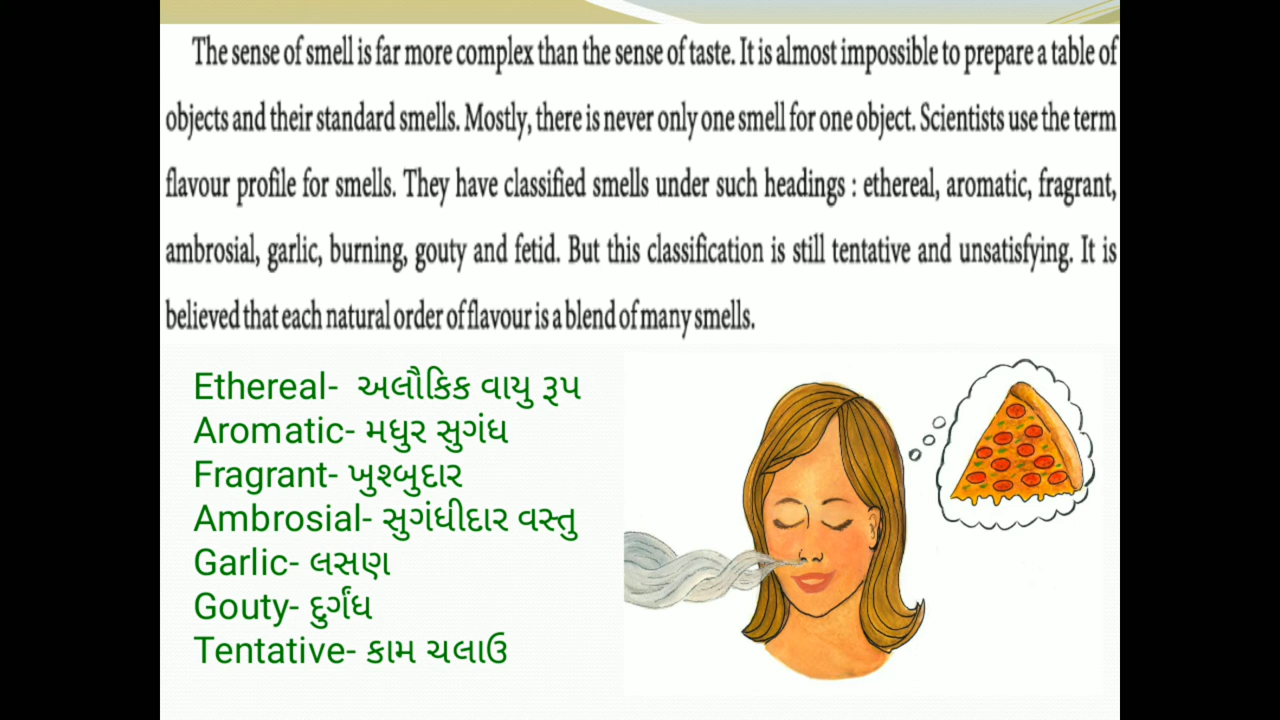 The sense of smell is far more complex than the sense of taste. It is almost impossible to prepare a table of
objects and their standard smells. Mostly, there is never only one smell for one object. Scientists use the term
flavour profile for smells. They have classified smells under such headings : ethereal, aromatic, fragrant,
ambrosial, garlic, burning, gouty and fetid. But this classification is still tentative and unsatisfying. It is
believed that each natural order of flavour is a blend of many smells.
Ethereal- અલૌકિક વાયુ રૂપ
Aromatic- મધુર સુગંધ
Fragrant- ખુશ્બુદાર
Ambrosial- સુગંધીદાર વસ્તુ
Garlic- લસણ
Gouty- દુર્ગંધ
Tentative- કામ ચલાઉ